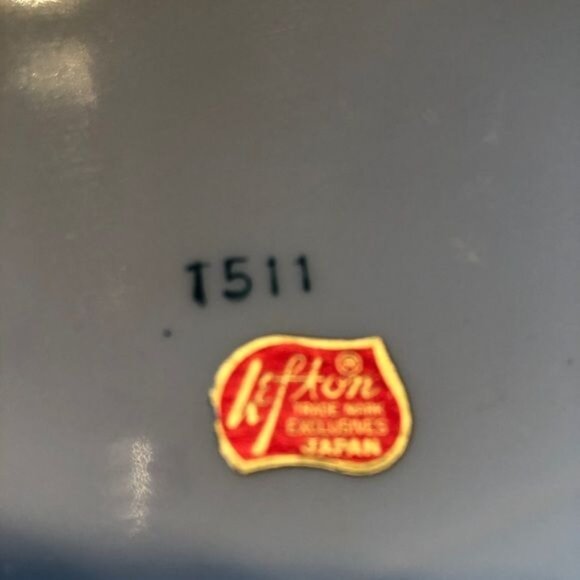 1511
Lefton ®
TRADE MARK
EXCLUSIVES
JAPAN